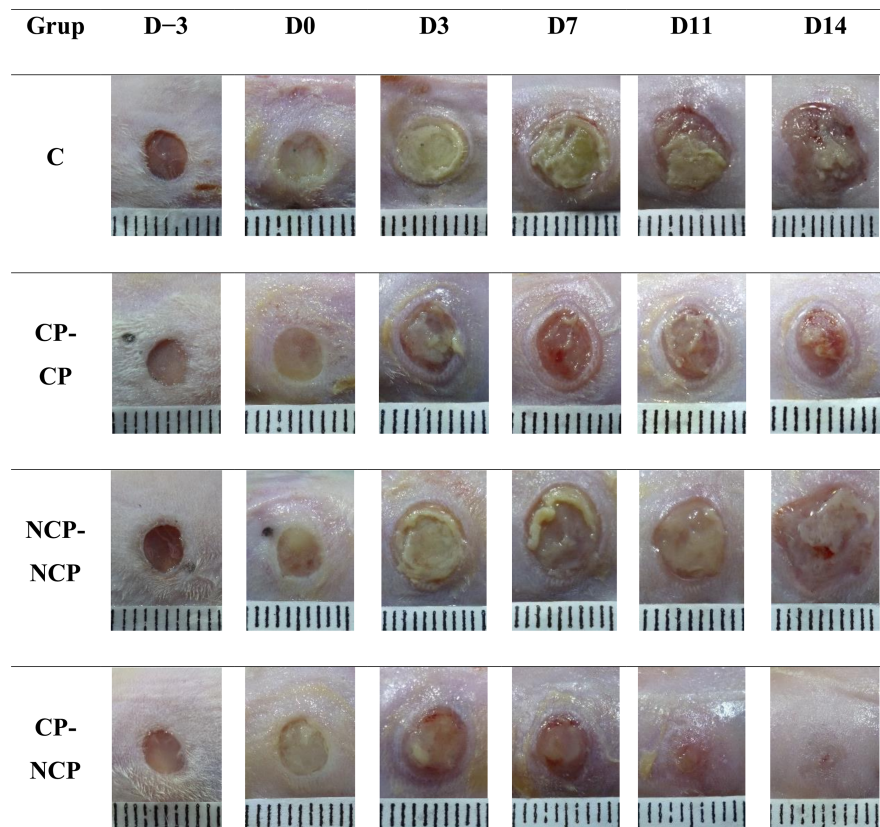 Grup D−3 D0 D3 D7 D11 D14
C
CP-
CP
NCP-
NCP
CP-
NCP